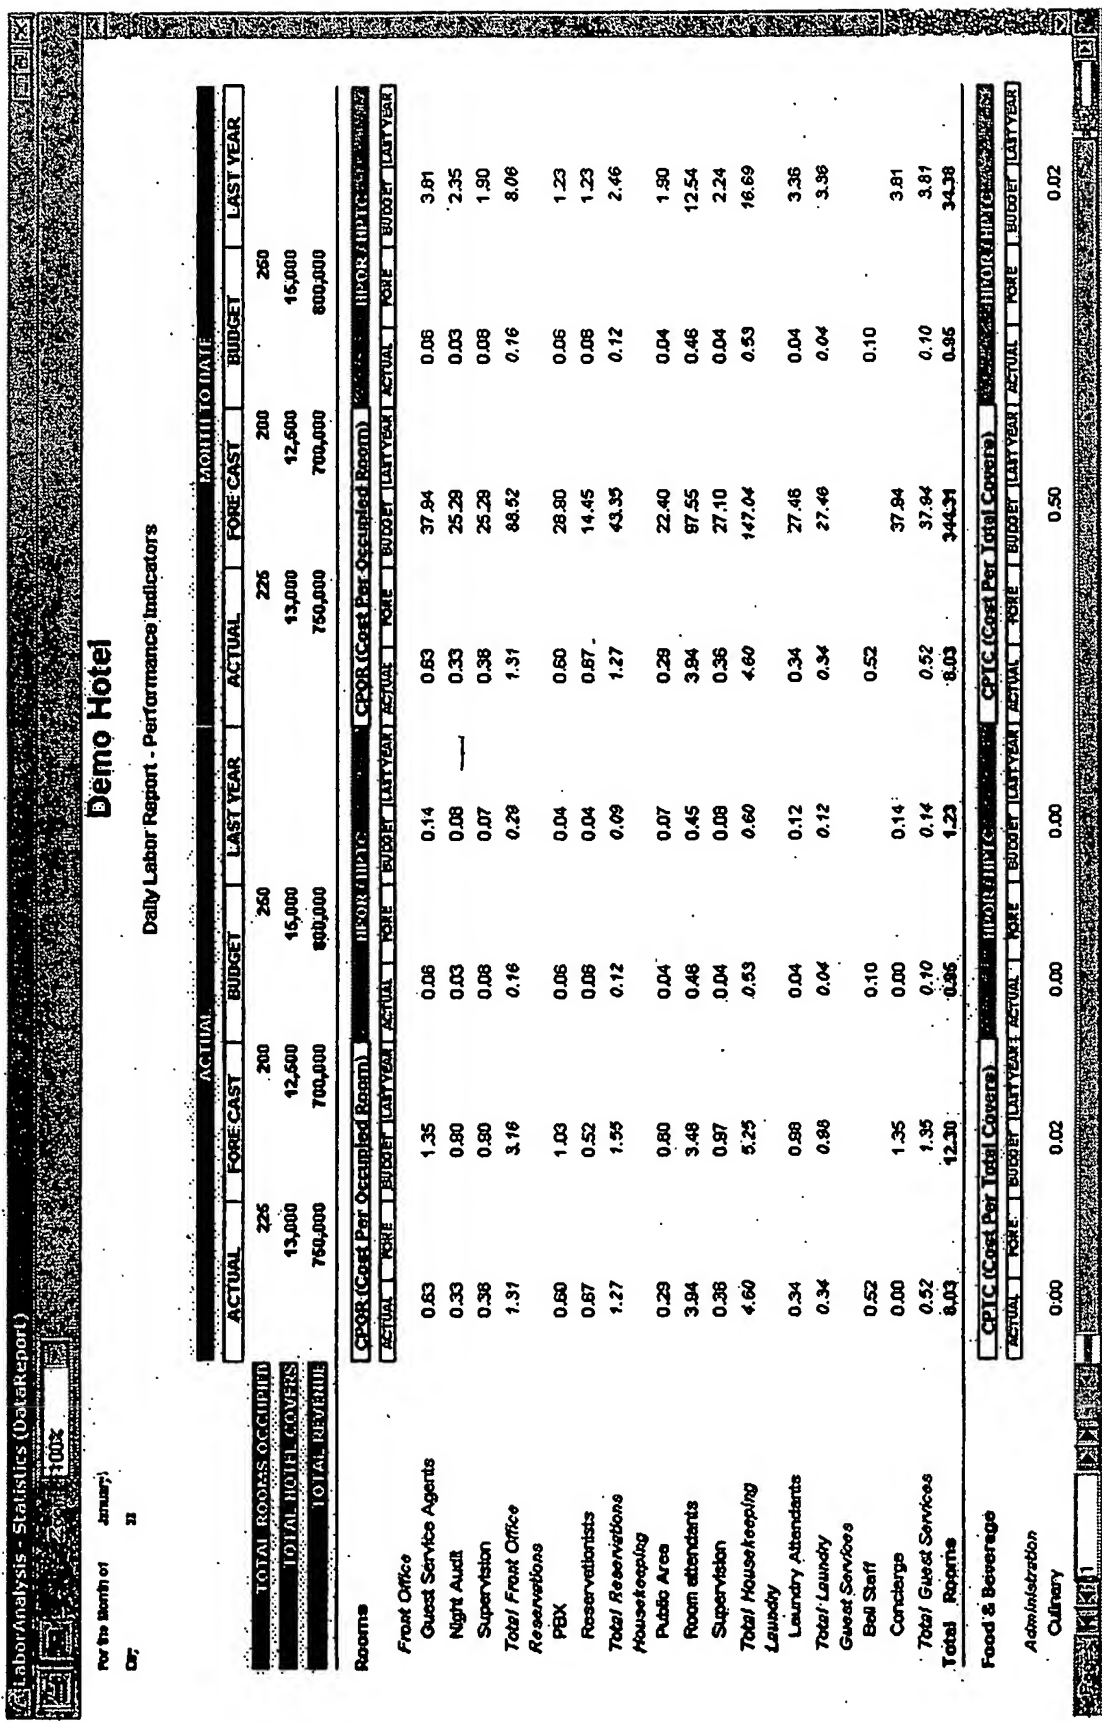 LaborAnalysis - Statistics (DataReport)
100%
Demo Hotel
For the Month of January
Daily Labor Report - Performance Indicators
ACTUAL MONTH TO DATE
ACTUAL FORECAST BUDGET LAST YEAR ACTUAL FORECAST BUDGET LAST YEAR
TOTAL ROOMS OCCUPIED 225 200 250 225 200 250
TOTAL HOTEL COVERS 13,000 12,500 15,000 13,000 12,500 15,000
TOTAL REVENUE 750,000 700,000 800,000 750,000 700,000 800,000
Rooms CPOR (Cost Per Occupied Room) HPOR / HPTC CPOR (Cost Per Occupied Room) HPOR / HPTC
ACTUAL FORE BUDGET LAST YEAR ACTUAL FORE BUDGET LAST YEAR ACTUAL FORE BUDGET LAST YEAR ACTUAL FORE BUDGET LAST YEAR
Front Office
Guest Service Agents 0.63 1.35 0.06 0.14 0.63 37.94 0.06 3.81
Night Audit 0.33 0.90 0.03 0.08 0.33 25.29 0.03 2.35
Supervision 0.36 0.90 0.08 0.07 0.36 25.29 0.08 1.90
Total Front Office 1.31 3.16 0.16 0.29 1.31 88.52 0.16 8.06
Reservations
PBX 0.60 1.03 0.06 0.04 0.60 28.90 0.06 1.23
Reservationists 0.67 0.52 0.06 0.04 0.67 14.45 0.06 1.23
Total Reservations 1.27 1.55 0.12 0.09 1.27 43.35 0.12 2.46
Housekeeping
Public Area 0.29 0.80 0.04 0.07 0.29 22.40 0.04 1.90
Room attendants 3.94 3.48 0.46 0.45 3.94 97.55 0.46 12.54
Supervision 0.36 0.97 0.04 0.08 0.36 27.10 0.04 2.24
Total Housekeeping 4.60 5.25 0.53 0.60 4.60 147.04 0.53 16.69
Laundry
Laundry Attendants 0.34 0.98 0.04 0.12 0.34 27.46 0.04 3.36
Total Laundry 0.34 0.98 0.04 0.12 0.34 27.46 0.04 3.36
Guest Services
Bell Staff 0.52 0.10 0.52 0.10
Concierge 0.00 1.35 0.00 0.14 37.94 3.81
Total Guest Services 0.52 1.35 0.10 0.14 0.52 37.94 0.10 3.81
Total Rooms 8.03 12.30 0.95 1.23 8.03 344.31 0.95 34.38
Food & Beverage CPTC (Cost Per Total Covers) HPOR / HPTC CPTC (Cost Per Total Covers) HPOR / HPTC
ACTUAL FORE BUDGET LAST YEAR ACTUAL FORE BUDGET LAST YEAR ACTUAL FORE BUDGET LAST YEAR ACTUAL FORE BUDGET LAST YEAR
Administration
Culinary 0.00 0.02 0.00 0.00 0.50 0.02